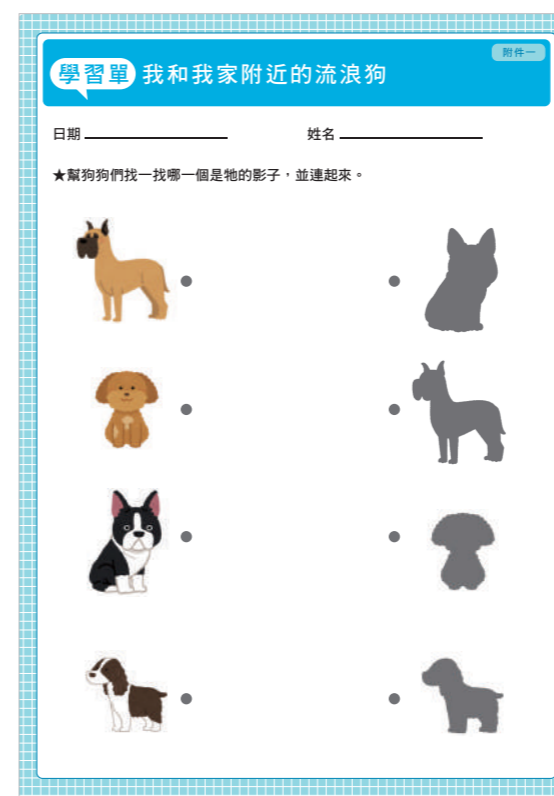 附件一
學習單 我和我家附近的流浪狗
日期 姓名
★幫狗狗們找一找哪一個是牠的影子，並連起來。